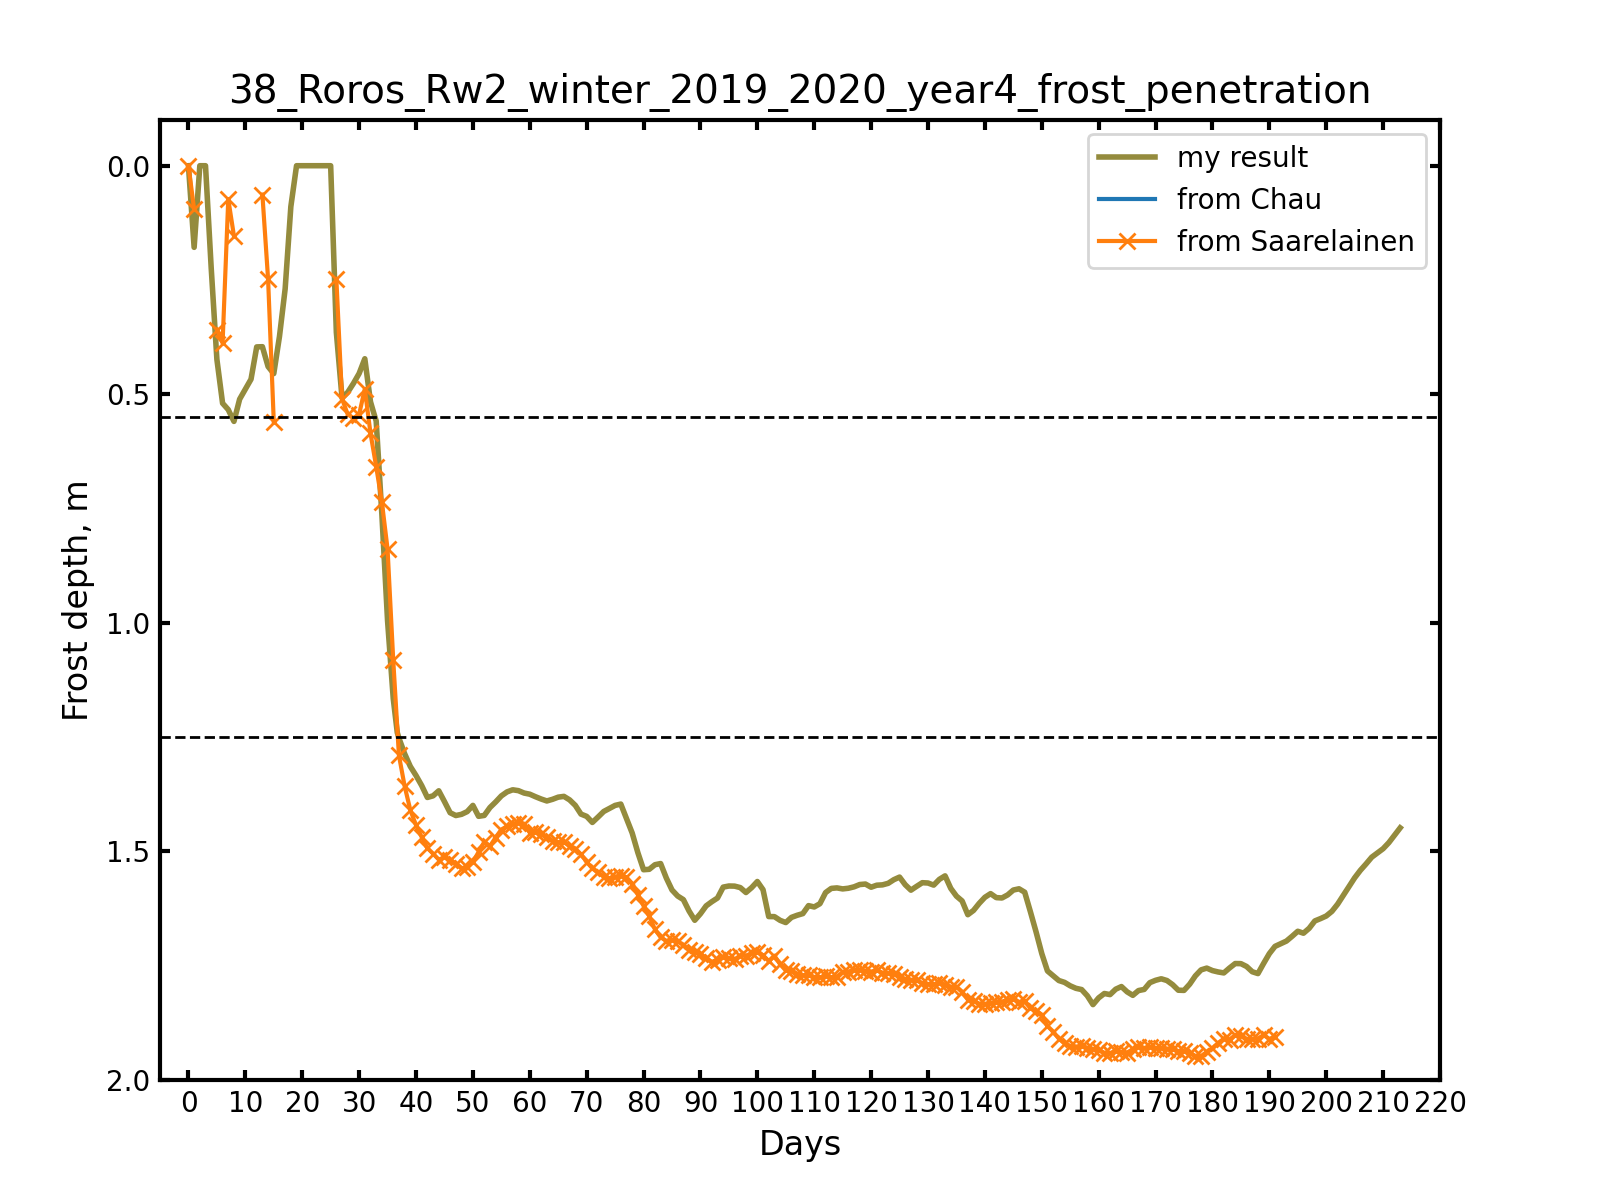 38_Roros_Rw2_winter_2019_2020_year4_frost_penetration
my result
from Chau
from Saarelainen
0.0
0.5
1.0
1.5
2.0
Frost depth, m
0 10 20 30 40 50 60 70 80 90 100 110 120 130 140 150 160 170 180 190 200 210 220
Days